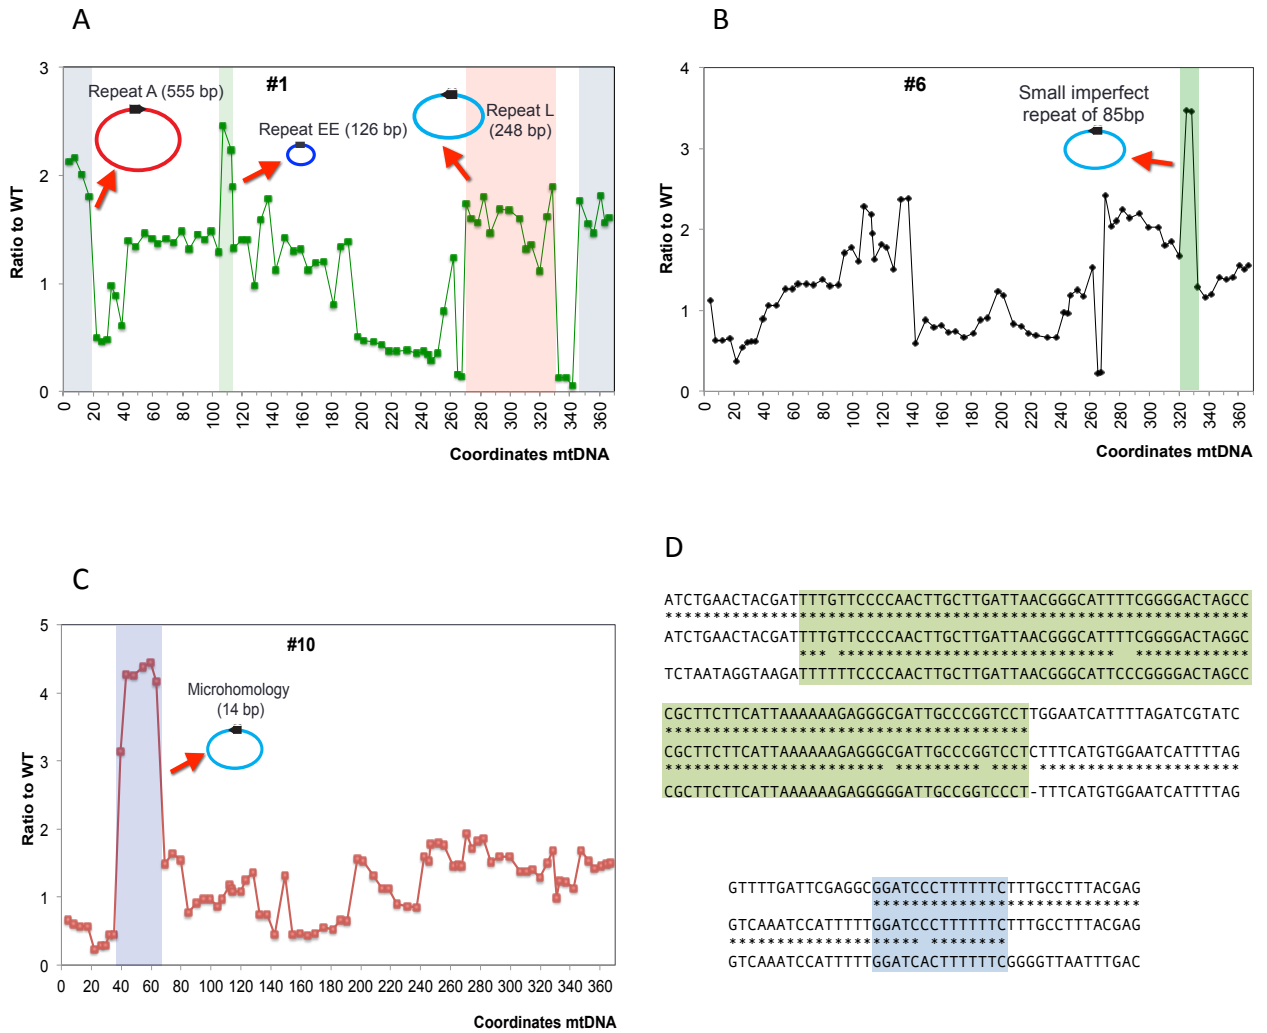 A
B
#1
Repeat A (555 bp)
Repeat EE (126 bp)
Repeat L
(248 bp)
Ratio to WT
3
2
1
0
0 20 40 60 80 100 120 140 160 180 200 220 240 260 280 300 320 340 360
Coordinates mtDNA
#6
Small imperfect
repeat of 85bp
Ratio to WT
4
3
2
1
0
0 20 40 60 80 100 120 140 160 180 200 220 240 260 280 300 320 340 360
Coordinates mtDNA
C
#10
Microhomology
(14 bp)
Ratio to WT
5
4
3
2
1
0
0 20 40 60 80 100 120 140 160 180 200 220 240 260 280 300 320 340 360
Coordinates mtDNA
D
ATCTGAACTACGATTTTGTTCCCCAACTTGCTTGATTAACGGGCATTTTCGGGGACTAGCC
*************************************************************
ATCTGAACTACGATTTTGTTCCCCAACTTGCTTGATTAACGGGCATTTTCGGGGACTAGGC
*** ***************************** ************
TCTAATAGGTAAGATTTTTTCCCCAACTTGCTTGATTAACGGGCATTCCCGGGGACTAGCC
CGCTTCTTCATTAAAAAAGAGGGCGATTGCCCGGTCCTTGGAATCATTTTAGATCGTATC
**************************************
CGCTTCTTCATTAAAAAAGAGGGCGATTGCCCGGTCCTCTTTCATGTGGAATCATTTTAG
*********************** ********* **** *********************
CGCTTCTTCATTAAAAAAGAGGGGGATTGCCGGTCCCT-TTTCATGTGGAATCATTTTAG
GTTTTGATTCGAGGCGGATCCCTTTTTTCTTTGCCTTTACGAG
****************************
GTCAAATCCATTTTTGGATCCCTTTTTTCTTTGCCTTTACGAG
******************** ********
GTCAAATCCATTTTTGGATCACTTTTTTCGGGGTTAATTTGAC